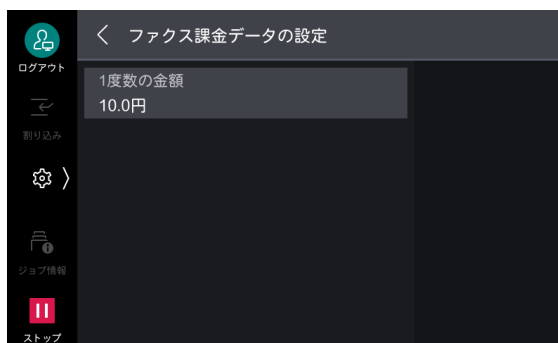 ファクス課金データの設定
ログアウト
1度数の金額
10.0円
割り込み
ジョブ情報
ストップ